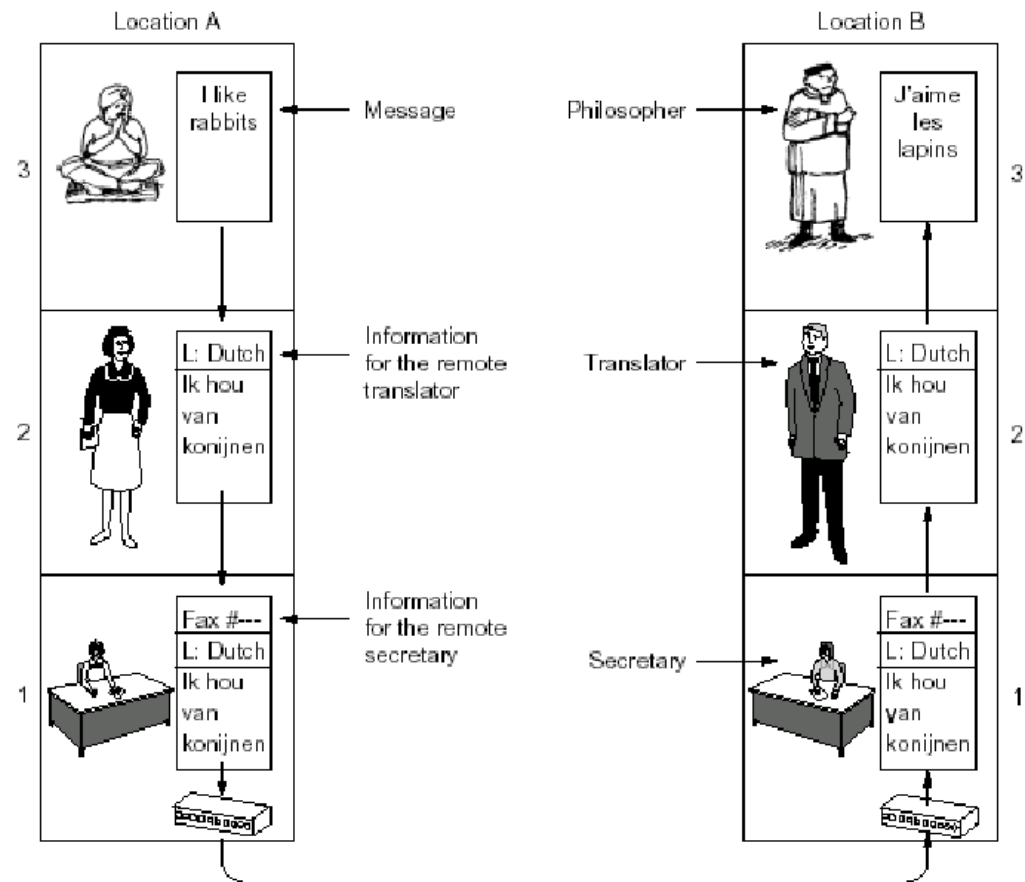 Location A
Location B
I like
rabbits
Message
Philosopher
J'aime
les
lapins
3
3
L: Dutch
Ik hou
van
konijnen
Information
for the remote
translator
Translator
L: Dutch
Ik hou
van
konijnen
2
2
Fax #---
L: Dutch
Ik hou
van
konijnen
Information
for the remote
secretary
Secretary
Fax #---
L: Dutch
Ik hou
van
konijnen
1
1